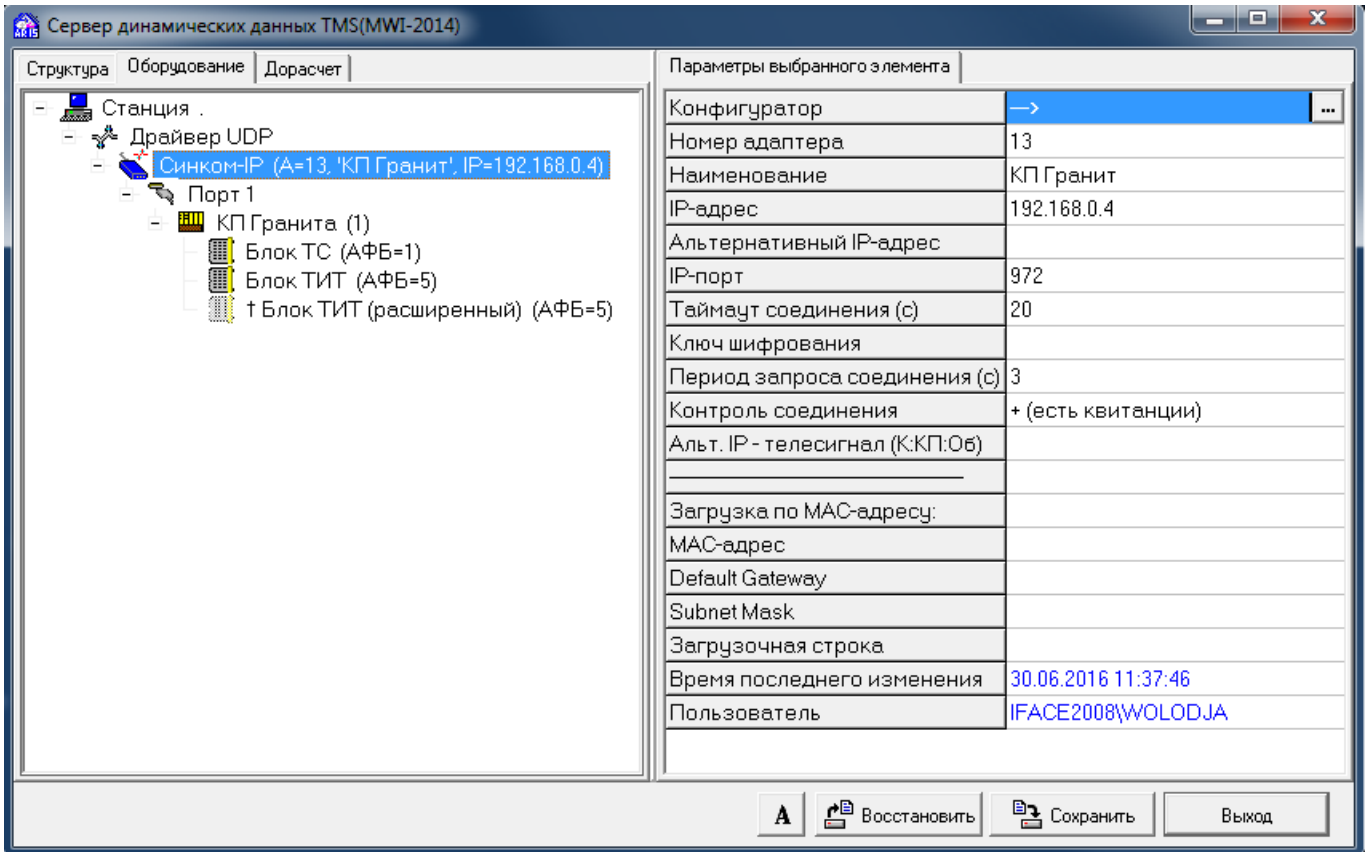 Сервер динамических данных TMS(MWI-2014)
Структура Оборудование Дорасчет
Станция .
Драйвер UDP
Синком-IP (A=13, 'КП Гранит', IP=192.168.0.4)
Порт 1
КП Гранита (1)
Блок ТС (АФБ=1)
Блок ТИТ (АФБ=5)
† Блок ТИТ (расширенный) (АФБ=5)
Параметры выбранного элемента
Конфигуратор —> ...
Номер адаптера 13
Наименование КП Гранит
IP-адрес 192.168.0.4
Альтернативный IP-адрес
IP-порт 972
Таймаут соединения (с) 20
Ключ шифрования
Период запроса соединения (с) 3
Контроль соединения + (есть квитанции)
Альт. IP - телесигнал (К:КП:Об)
Загрузка по MAC-адресу:
MAC-адрес
Default Gateway
Subnet Mask
Загрузочная строка
Время последнего изменения 30.06.2016 11:37:46
Пользователь IFACE2008\WOLODJA
A Восстановить Сохранить Выход